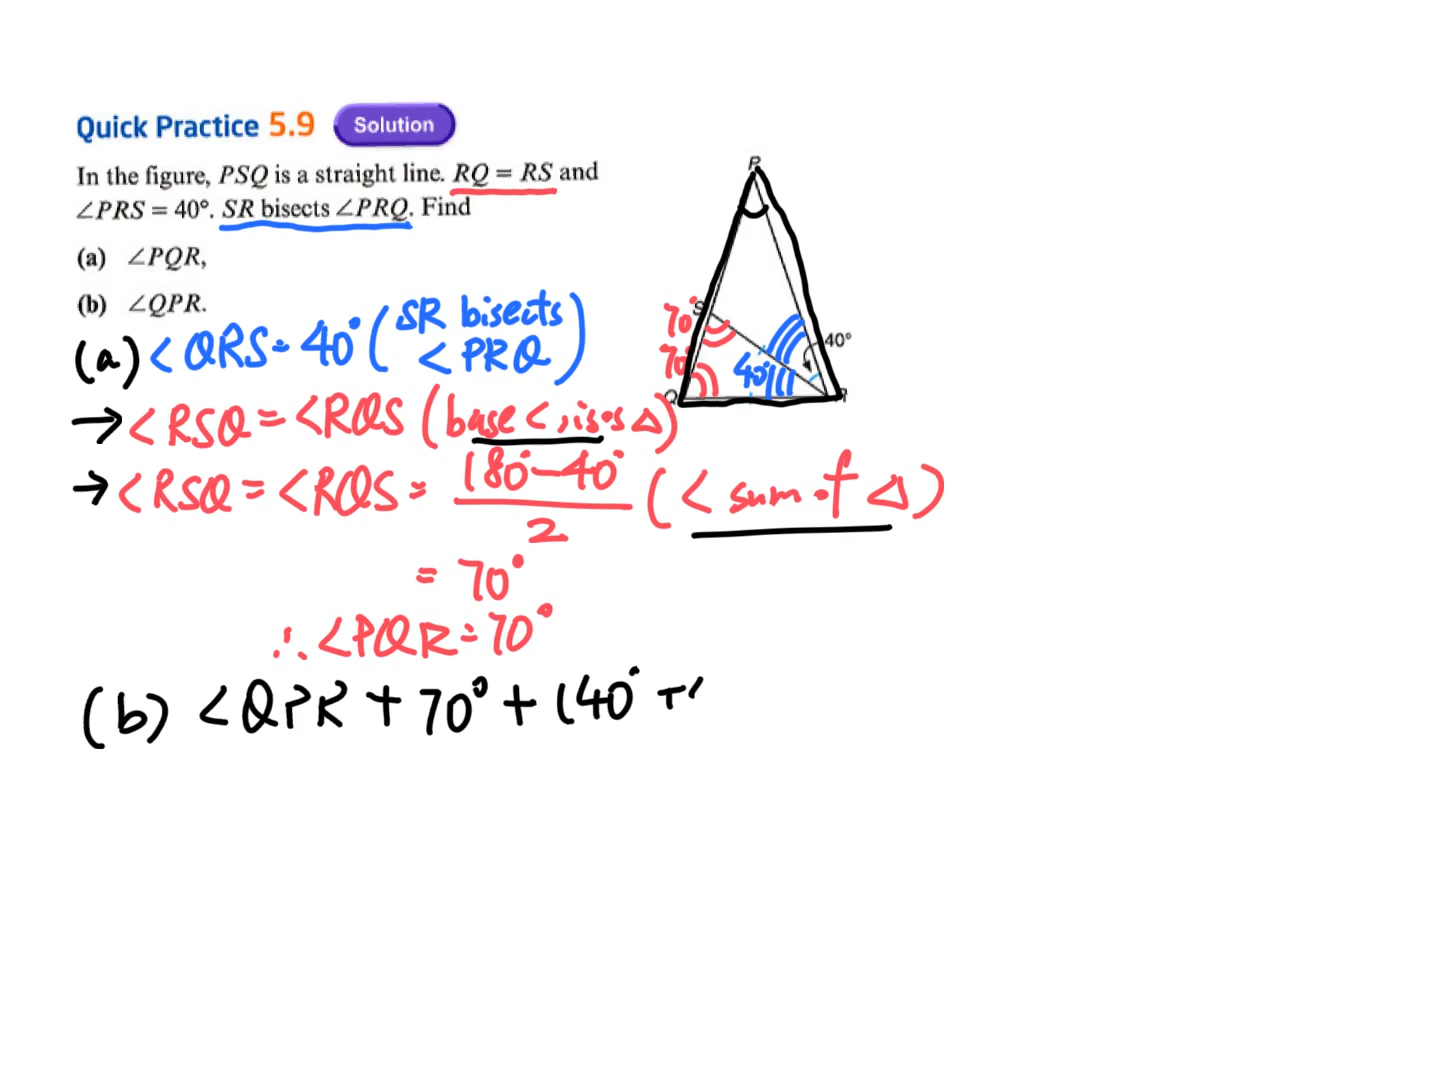 Quick Practice 5.9 Solution
In the figure, PSQ is a straight line. RQ = RS and
∠PRS = 40°. SR bisects ∠PRQ. Find
(a) ∠PQR,
(b) ∠QPR.
(a) <QRS = 40° (SR bisects
< PRQ)
→ <RSQ = <RQS (base <, isos △)
→ <RSQ = <RQS = 180° - 40° / 2 (< sum of △)
= 70°
∴ <PQR = 70°
(b) <QPR + 70° + (40° +
P
S
70°
70°
40°
40°
Q